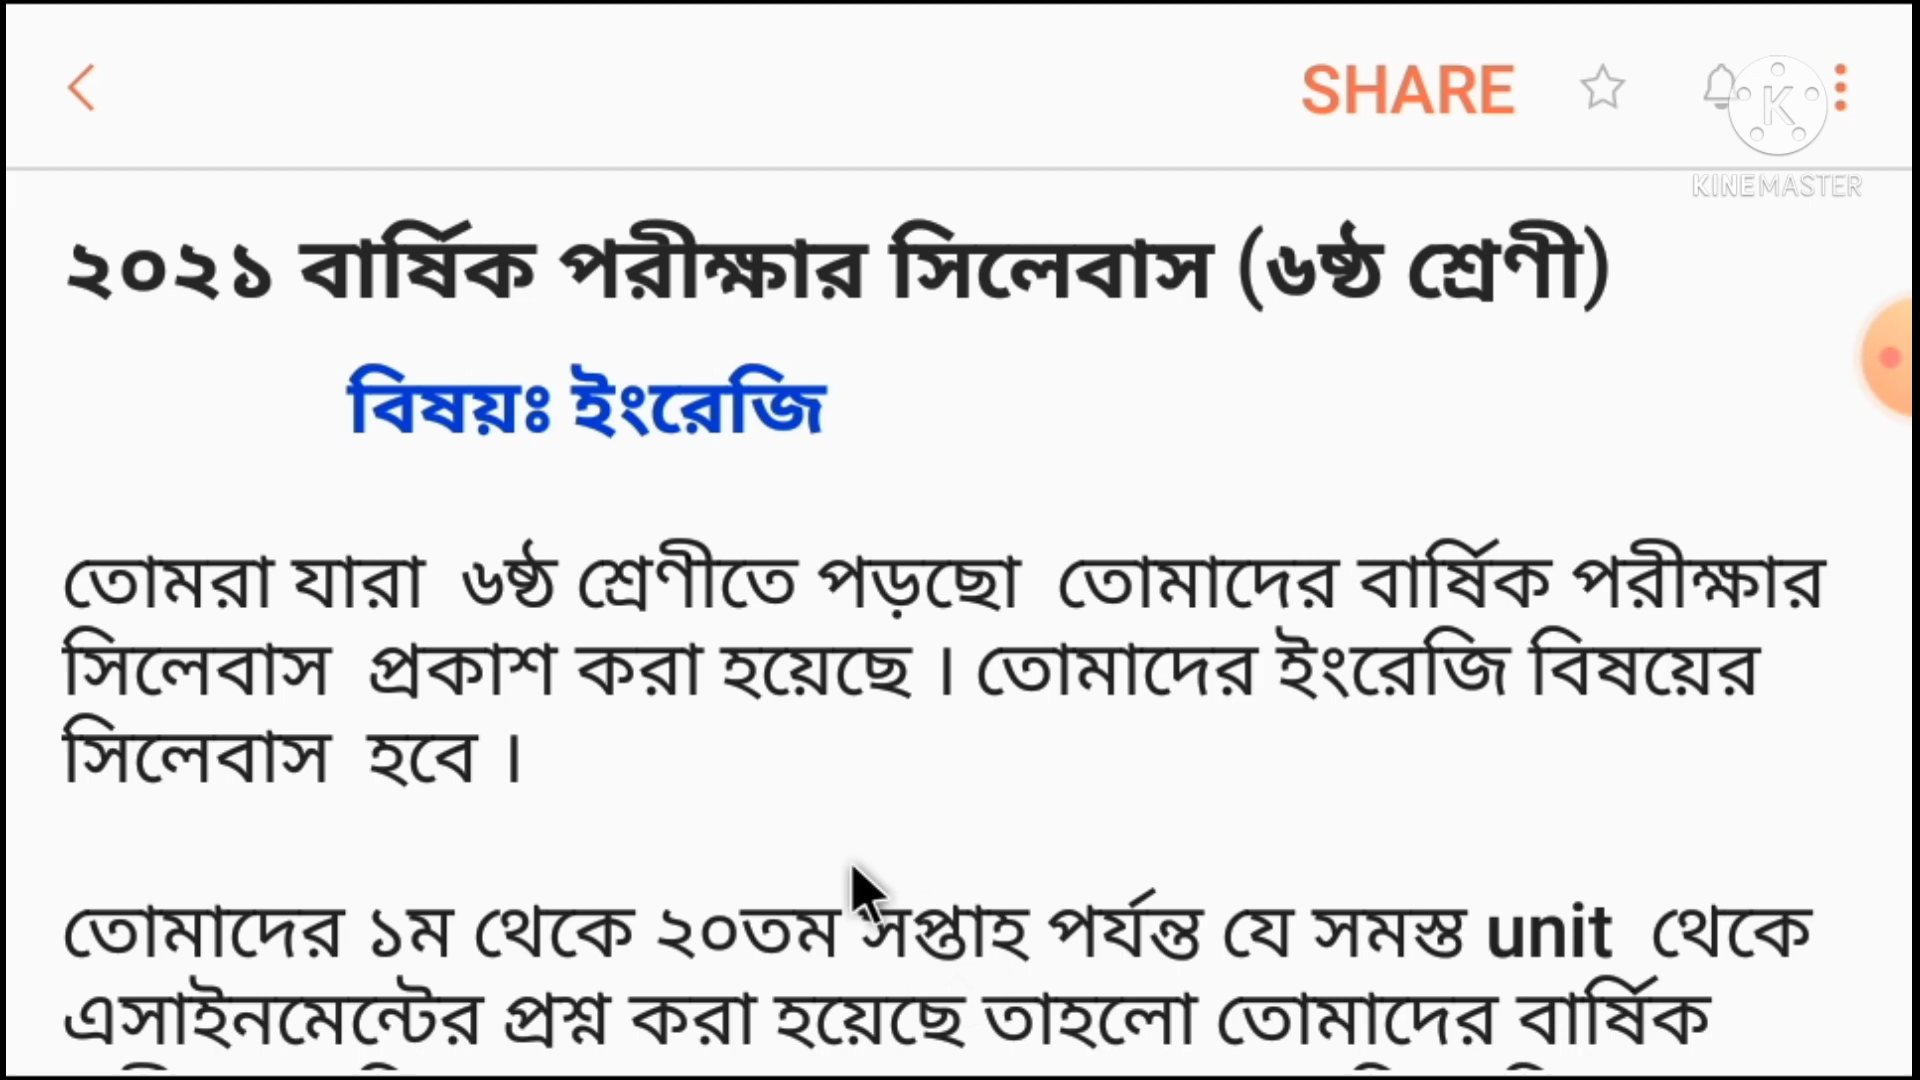 SHARE
KINEMASTER
২০২১ বার্ষিক পরীক্ষার সিলেবাস (৬ষ্ঠ শ্রেণী)
বিষয়ঃ ইংরেজি
তোমরা যারা ৬ষ্ঠ শ্রেণীতে পড়ছো তোমাদের বার্ষিক পরীক্ষার
সিলেবাস প্রকাশ করা হয়েছে । তোমাদের ইংরেজি বিষয়ের
সিলেবাস হবে ।
তোমাদের ১ম থেকে ২০তম সপ্তাহ পর্যন্ত যে সমস্ত unit থেকে
এসাইনমেন্টের প্রশ্ন করা হয়েছে তাহলো তোমাদের বার্ষিক